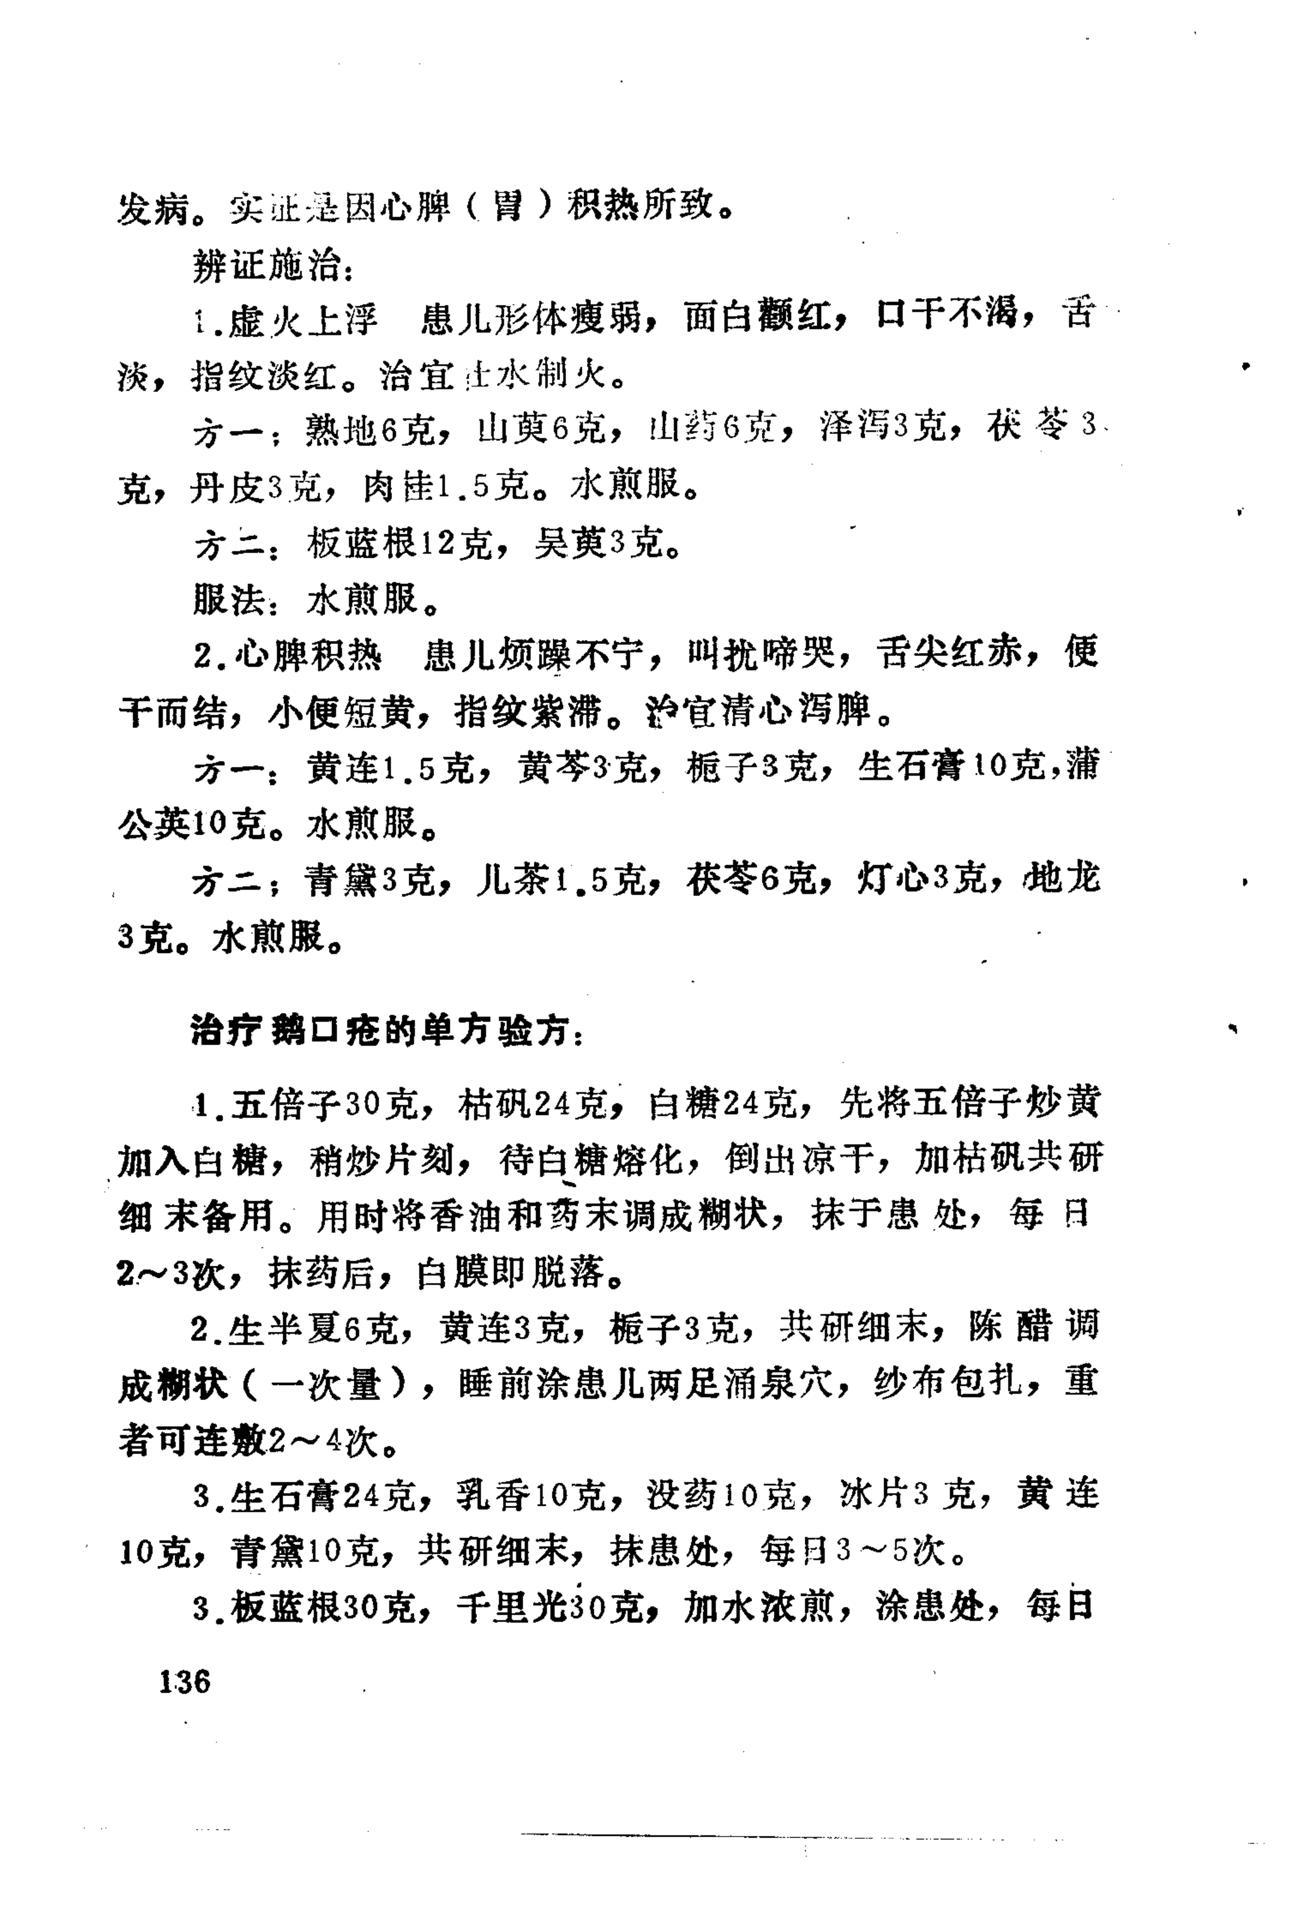 发病。实证是因心脾（胃）积热所致。
辨证施治：
1.虚火上浮　患儿形体瘦弱，面白颧红，口干不渴，舌
淡，指纹淡红。治宜壮水制火。
方一：熟地6克，山萸6克，山药6克，泽泻3克，茯苓3
克，丹皮3克，肉桂1.5克。水煎服。
方二：板蓝根12克，吴萸3克。
服法：水煎服。
2.心脾积热　患儿烦躁不宁，叫扰啼哭，舌尖红赤，便
干而结，小便短黄，指纹紫滞。治宜清心泻脾。
方一：黄连1.5克，黄芩3克，栀子3克，生石膏10克，蒲
公英10克。水煎服。
方二：青黛3克，儿茶1.5克，茯苓6克，灯心3克，地龙
3克。水煎服。
治疗鹅口疮的单方验方：
1.五倍子30克，枯矾24克，白糖24克，先将五倍子炒黄
加入白糖，稍炒片刻，待白糖熔化，倒出凉干，加枯矾共研
细末备用。用时将香油和药末调成糊状，抹于患处，每日
2～3次，抹药后，白膜即脱落。
2.生半夏6克，黄连3克，栀子3克，共研细末，陈醋调
成糊状（一次量），睡前涂患儿两足涌泉穴，纱布包扎，重
者可连敷2～4次。
3.生石膏24克，乳香10克，没药10克，冰片3克，黄连
10克，青黛10克，共研细末，抹患处，每日3～5次。
3.板蓝根30克，千里光30克，加水浓煎，涂患处，每日
136